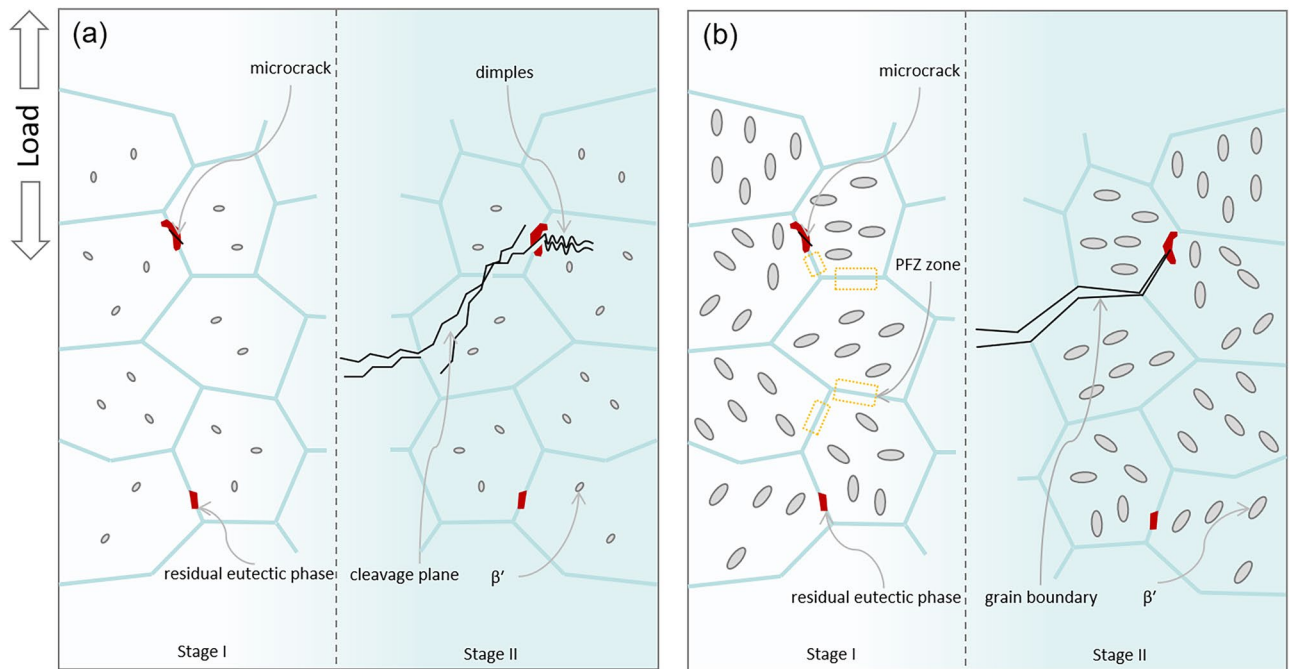 Load
(a)
microcrack
dimples
residual eutectic phase
cleavage plane
β′
Stage I
Stage II
(b)
microcrack
PFZ zone
residual eutectic phase
grain boundary
β′
Stage I
Stage II